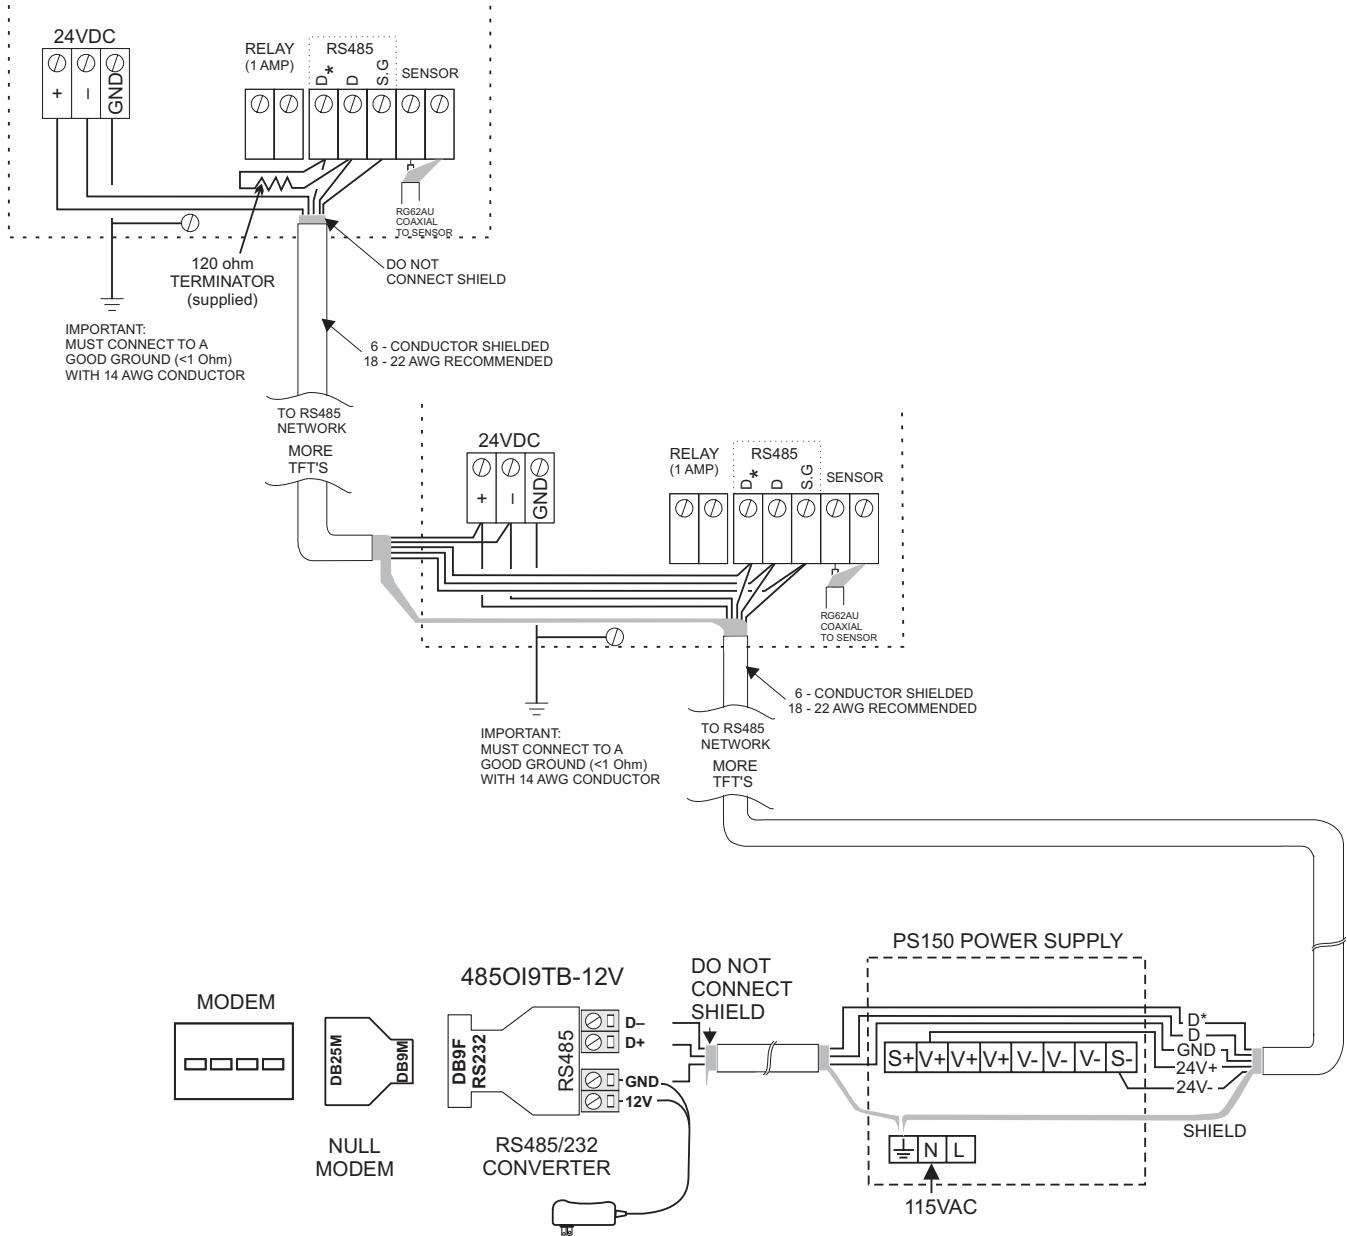 24VDC
+
–
GND
RELAY
(1 AMP)
RS485
D*
D
S.G
SENSOR
RG62AU
COAXIAL
TO SENSOR
120 ohm
TERMINATOR
(supplied)
DO NOT
CONNECT SHIELD
IMPORTANT:
MUST CONNECT TO A
GOOD GROUND (<1 Ohm)
WITH 14 AWG CONDUCTOR
6 - CONDUCTOR SHIELDED
18 - 22 AWG RECOMMENDED
TO RS485
NETWORK
MORE
TFT'S
24VDC
+
–
GND
RELAY
(1 AMP)
RS485
D*
D
S.G
SENSOR
RG62AU
COAXIAL
TO SENSOR
IMPORTANT:
MUST CONNECT TO A
GOOD GROUND (<1 Ohm)
WITH 14 AWG CONDUCTOR
6 - CONDUCTOR SHIELDED
18 - 22 AWG RECOMMENDED
TO RS485
NETWORK
MORE
TFT'S
MODEM
DB25M
DB9M
NULL
MODEM
485OI9TB-12V
DB9F
RS232
RS485
D–
D+
GND
12V
RS485/232
CONVERTER
DO NOT
CONNECT
SHIELD
PS150 POWER SUPPLY
S+ V+ V+ V+ V- V- V- S-
D*
D
GND
24V+
24V-
SHIELD
N L
115VAC